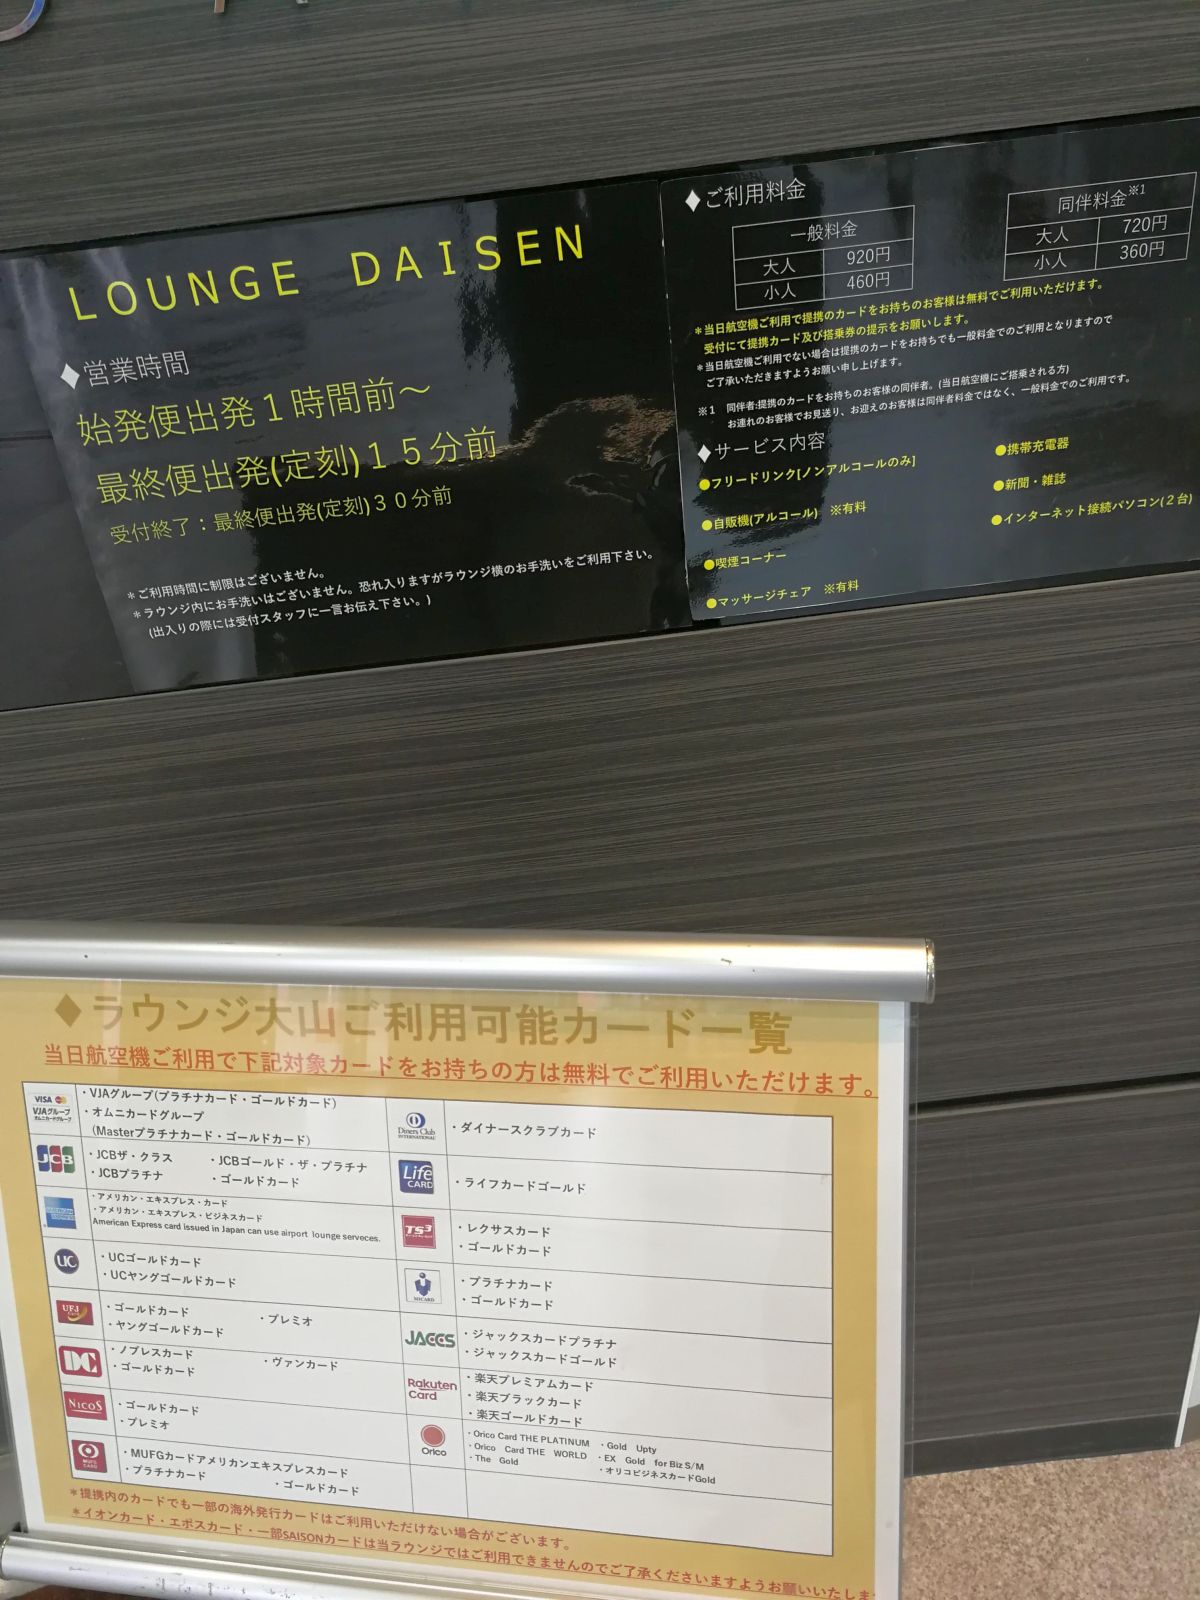 LOUNGE DAISEN
◆営業時間
始発便出発1時間前～
最終便出発(定刻)15分前
受付終了：最終便出発(定刻)30分前
＊ご利用時間に制限はございません。
＊ラウンジ内にお手洗いはございません。恐れ入りますがラウンジ横のお手洗いをご利用下さい。
(出入りの際には受付スタッフに一言お伝え下さい。)
◆ご利用料金
一般料金
大人 920円
小人 460円
同伴料金※1
大人 720円
小人 360円
＊当日航空機ご利用で提携のカードをお持ちのお客様は無料でご利用いただけます。
受付にて提携カード及び搭乗券の提示をお願いします。
＊当日航空機ご利用でない場合は提携のカードをお持ちでも一般料金でのご利用となりますので
ご了承いただきますようお願い申し上げます。
※1 同伴者:提携のカードをお持ちのお客様の同伴者。(当日航空機にご搭乗される方)
お連れのお客様でお見送り、お迎えのお客様は同伴者料金ではなく、一般料金でのご利用です。
◆サービス内容
●フリードリンク[ノンアルコールのみ]
●自販機(アルコール) ※有料
●喫煙コーナー
●マッサージチェア ※有料
●携帯充電器
●新聞・雑誌
●インターネット接続パソコン(2台)
◆ラウンジ大山ご利用可能カード一覧
当日航空機ご利用で下記対象カードをお持ちの方は無料でご利用いただけます。
VISA
VJAグループ
オムニカードグループ
・VJAグループ(プラチナカード・ゴールドカード)
・オムニカードグループ
(Masterプラチナカード・ゴールドカード)
JCB
・JCBザ・クラス ・JCBゴールド・ザ・プラチナ
・JCBプラチナ ・ゴールドカード
AMERICAN EXPRESS
・アメリカン・エキスプレス・カード
・アメリカン・エキスプレス・ビジネスカード
American Express card issued in Japan can use airport lounge serveces.
UC
・UCゴールドカード
・UCヤングゴールドカード
UFJ Card
・ゴールドカード ・プレミオ
・ヤングゴールドカード
DC
・ノブレスカード ・ヴァンカード
・ゴールドカード
NICOS
・ゴールドカード
・プレミオ
MUFG CARD
・MUFGカードアメリカンエキスプレスカード
・プラチナカード ・ゴールドカード
Diners Club INTERNATIONAL
・ダイナースクラブカード
Life CARD
・ライフカードゴールド
TS3
・レクサスカード
・ゴールドカード
MICARD
・プラチナカード
・ゴールドカード
JACCS
・ジャックスカードプラチナ
・ジャックスカードゴールド
Rakuten Card
・楽天プレミアムカード
・楽天ブラックカード
・楽天ゴールドカード
Orico
・Orico Card THE PLATINUM ・Gold Upty
・Orico Card THE WORLD ・EX Gold for Biz S/M
・The Gold ・オリコビジネスカードGold
＊提携内のカードでも一部の海外発行カードはご利用いただけない場合がございます。
＊イオンカード・エポスカード・一部SAISONカードは当ラウンジではご利用できませんのでご了承くださいますようお願いいたしま